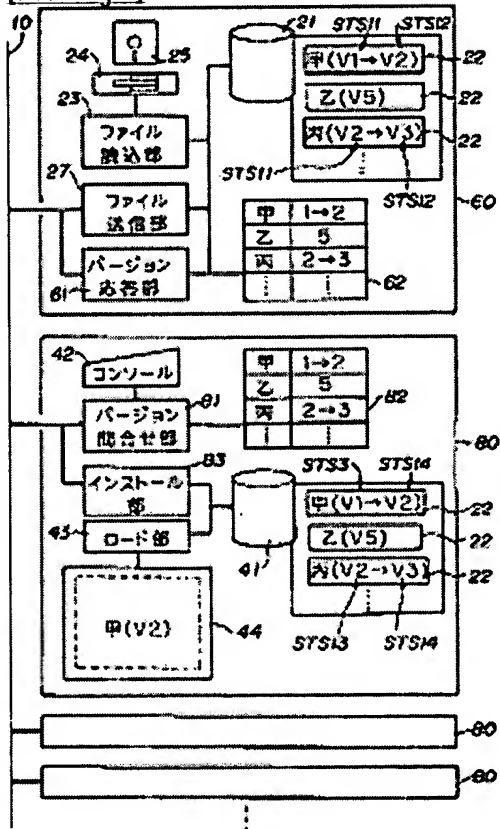 10
21
STS11 STS12
24
25
甲(V1→V2) 22
23
乙(V5) 22
ファイル
読込部
丙(V2→V3) 22
27
STS11 STS12
ファイル
送信部
60
甲 1→2
乙 5
バージョン
応答部
丙 2→3
61
62
42
コンソール
甲 1→2
81
乙 5
82
バージョン
問合せ部
丙 2→3
80
83
STS3 STS14
インストール
部
甲(V1→V2) 22
43
ロード部
乙(V5) 22
41
丙(V2→V3) 22
甲(V2)
44
STS13 STS14
80
80